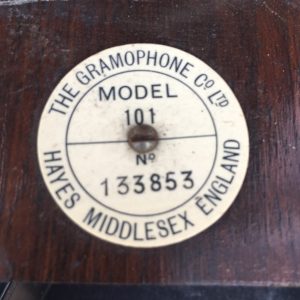 THE GRAMOPHONE Co LTD
MODEL
101
No
133853
HAYES MIDDLESEX ENGLAND